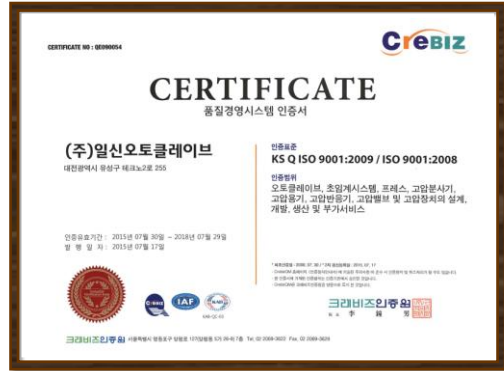 CERTIFICATE NO : QE090054
CreBIZ
CERTIFICATE
품질경영시스템 인증서
(주)일신오토클레이브
대전광역시 유성구 테크노2로 255
인증표준
KS Q ISO 9001:2009 / ISO 9001:2008
인증범위
오토클레이브, 초임계시스템, 프레스, 고압분사기,
고압용기, 고압반응기, 고압밸브 및 고압장치의 설계,
개발, 생산 및 부가서비스
인증유효기간 : 2015년 07월 30일 ~ 2018년 07월 29일
발 행 일 자 : 2015년 07월 17일
IAF
KAB
KAB-QC-03
크레비즈인증원
크레비즈인증원